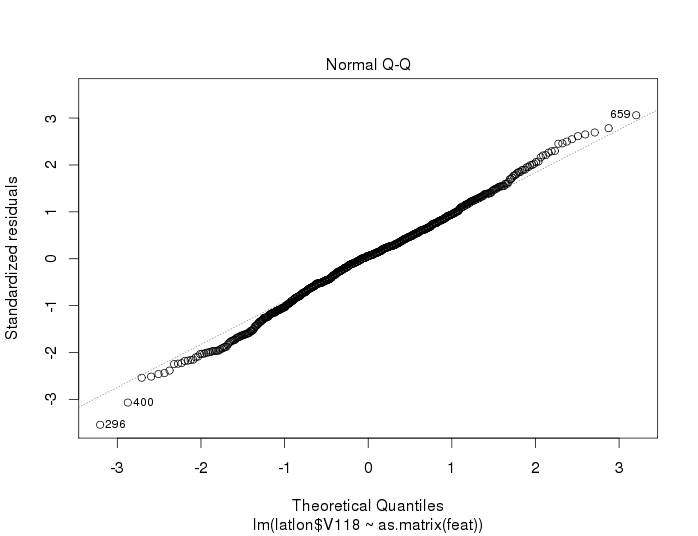 Normal Q-Q
Standardized residuals
3
2
1
0
-1
-2
-3
659
400
296
-3 -2 -1 0 1 2 3
Theoretical Quantiles
lm(latlon$V118 ~ as.matrix(feat))